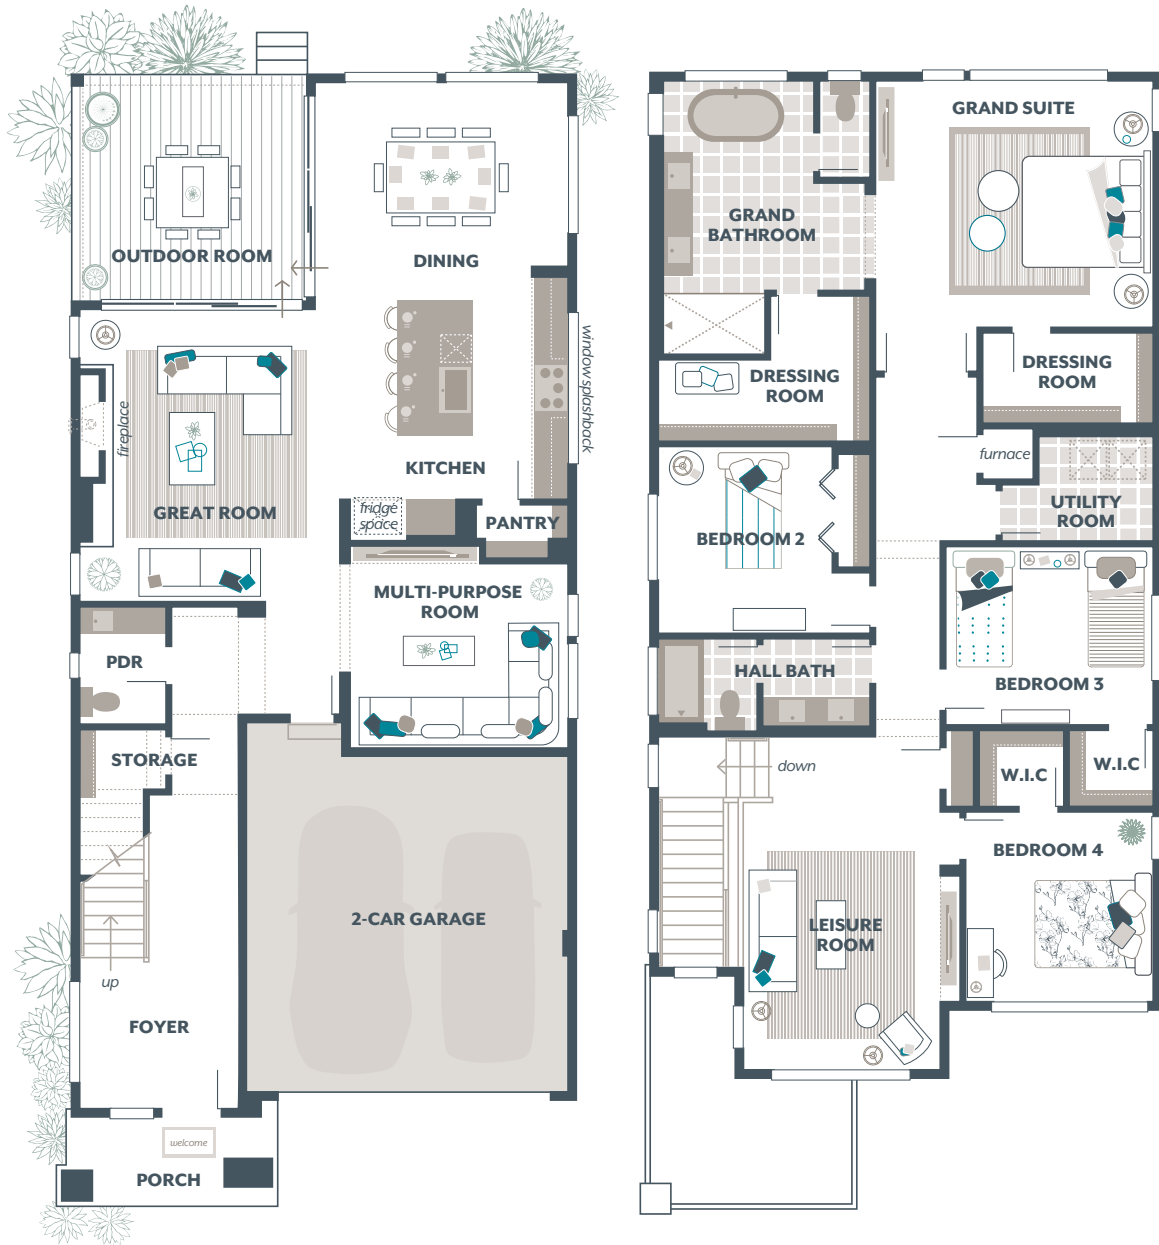 OUTDOOR ROOM
DINING
window splashback
fireplace
KITCHEN
GREAT ROOM
fridge
space
PANTRY
MULTI-PURPOSE
ROOM
PDR
STORAGE
2-CAR GARAGE
up
FOYER
welcome
PORCH
GRAND SUITE
GRAND
BATHROOM
DRESSING
ROOM
DRESSING
ROOM
furnace
UTILITY
ROOM
BEDROOM 2
HALL BATH
BEDROOM 3
down
W.I.C
W.I.C
BEDROOM 4
LEISURE
ROOM